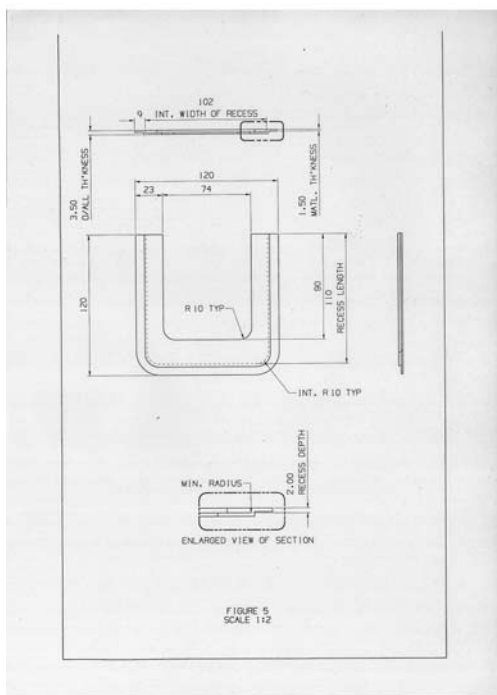 102
9 INT. WIDTH OF RECESS
3.50
O/ALL TH'KNESS
1.50
MATL. TH'KNESS
120
23 74
120
90
110
RECESS LENGTH
R10 TYP
INT. R10 TYP
MIN. RADIUS
2.00
RECESS DEPTH
ENLARGED VIEW OF SECTION
FIGURE 5
SCALE 1:2